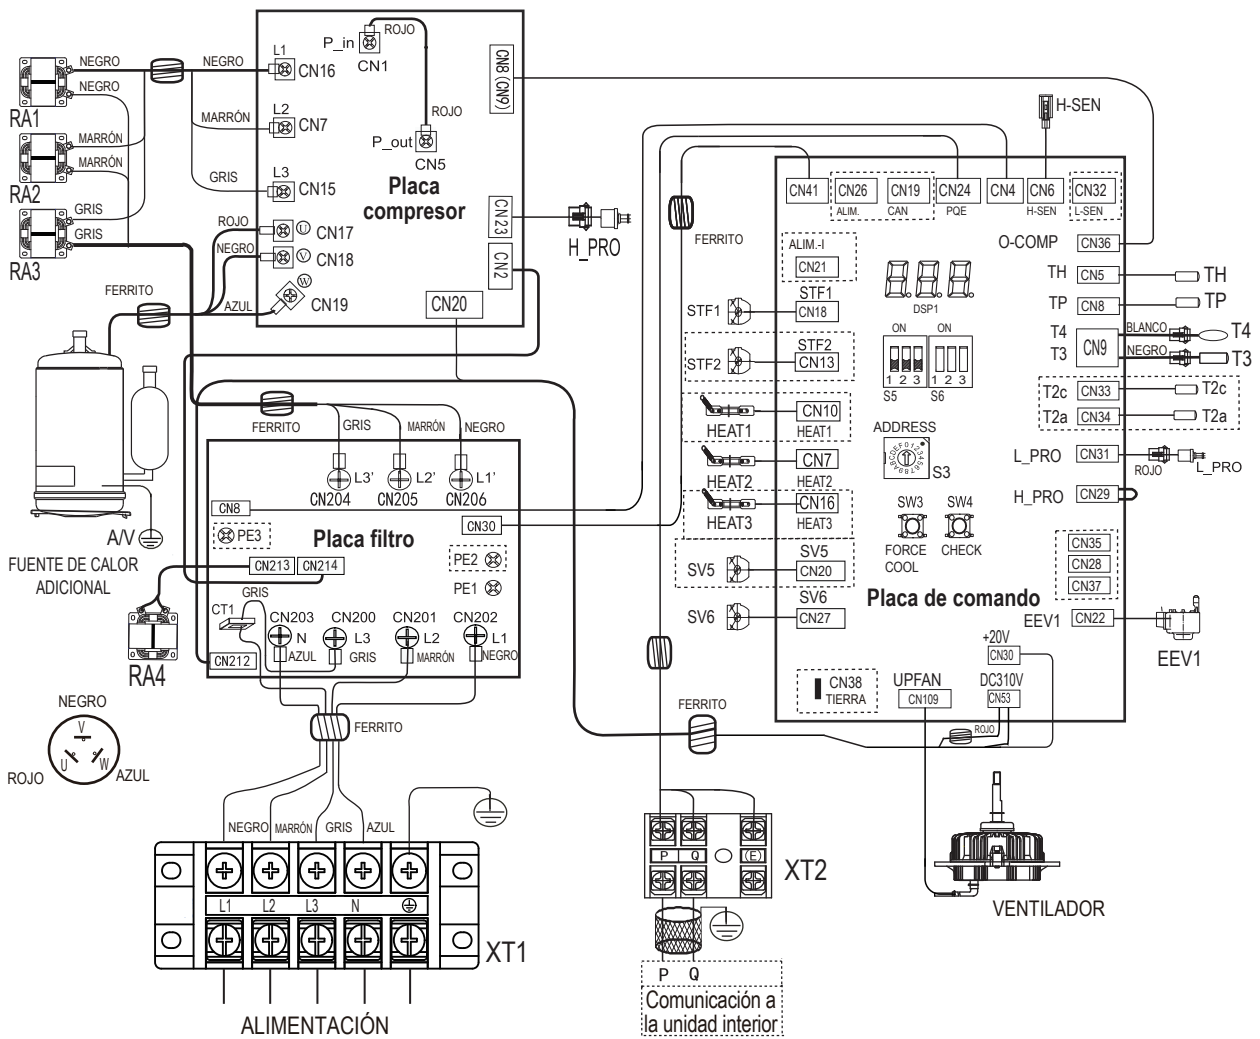 NEGRO
NEGRO
NEGRO
RA1
MARRÓN
MARRÓN
RA2
GRIS
GRIS
RA3
L1
CN16
P_in
CN1
ROJO
CN8 (CN9)
MARRÓN
L2
CN7
ROJO
P_out
CN5
GRIS
L3
CN15
Placa
compresor
ROJO
U
CN17
NEGRO
V
CN18
W
AZUL
CN19
CN20
CN23
CN2
H_PRO
FERRITO
FERRITO
H-SEN
CN41
CN26
ALIM.
CN19
CAN
CN24
PQE
CN4
CN6
H-SEN
CN32
L-SEN
O-COMP
CN36
ALIM.-I
CN21
DSP1
TH
CN5
TH
TP
CN8
TP
STF1
STF1
CN18
ON
ON
1 2 3
1 2 3
S5
S6
T4
T3
CN9
BLANCO
T4
NEGRO
T3
STF2
STF2
CN13
T2c
CN33
T2c
T2a
CN34
T2a
HEAT1
CN10
HEAT1
ADDRESS
S3
L_PRO
CN31
ROJO
L_PRO
HEAT2
CN7
HEAT2
H_PRO
CN29
HEAT3
CN16
HEAT3
SW3
FORCE
COOL
SW4
CHECK
CN35
CN28
CN37
SV5
SV5
CN20
SV6
SV6
CN27
Placa de comando
EEV1
CN22
EEV1
+20V
CN30
CN38
TIERRA
UPFAN
CN109
DC310V
CN53
ROJO
FERRITO
VENTILADOR
FERRITO
GRIS
MARRÓN
NEGRO
L3'
CN204
L2'
CN205
L1'
CN206
CN8
PE3
Placa filtro
CN30
PE2
PE1
CN213
CN214
GRIS
CT1
CN203
N
AZUL
CN200
L3
GRIS
CN201
L2
MARRÓN
CN202
L1
NEGRO
CN212
FERRITO
A/V
FUENTE DE CALOR
ADICIONAL
RA4
NEGRO
V
U
W
ROJO
AZUL
NEGRO
MARRÓN
GRIS
AZUL
L1
L2
L3
N
XT1
ALIMENTACIÓN
P
Q
(E)
XT2
P
Q
Comunicación a
la unidad interior